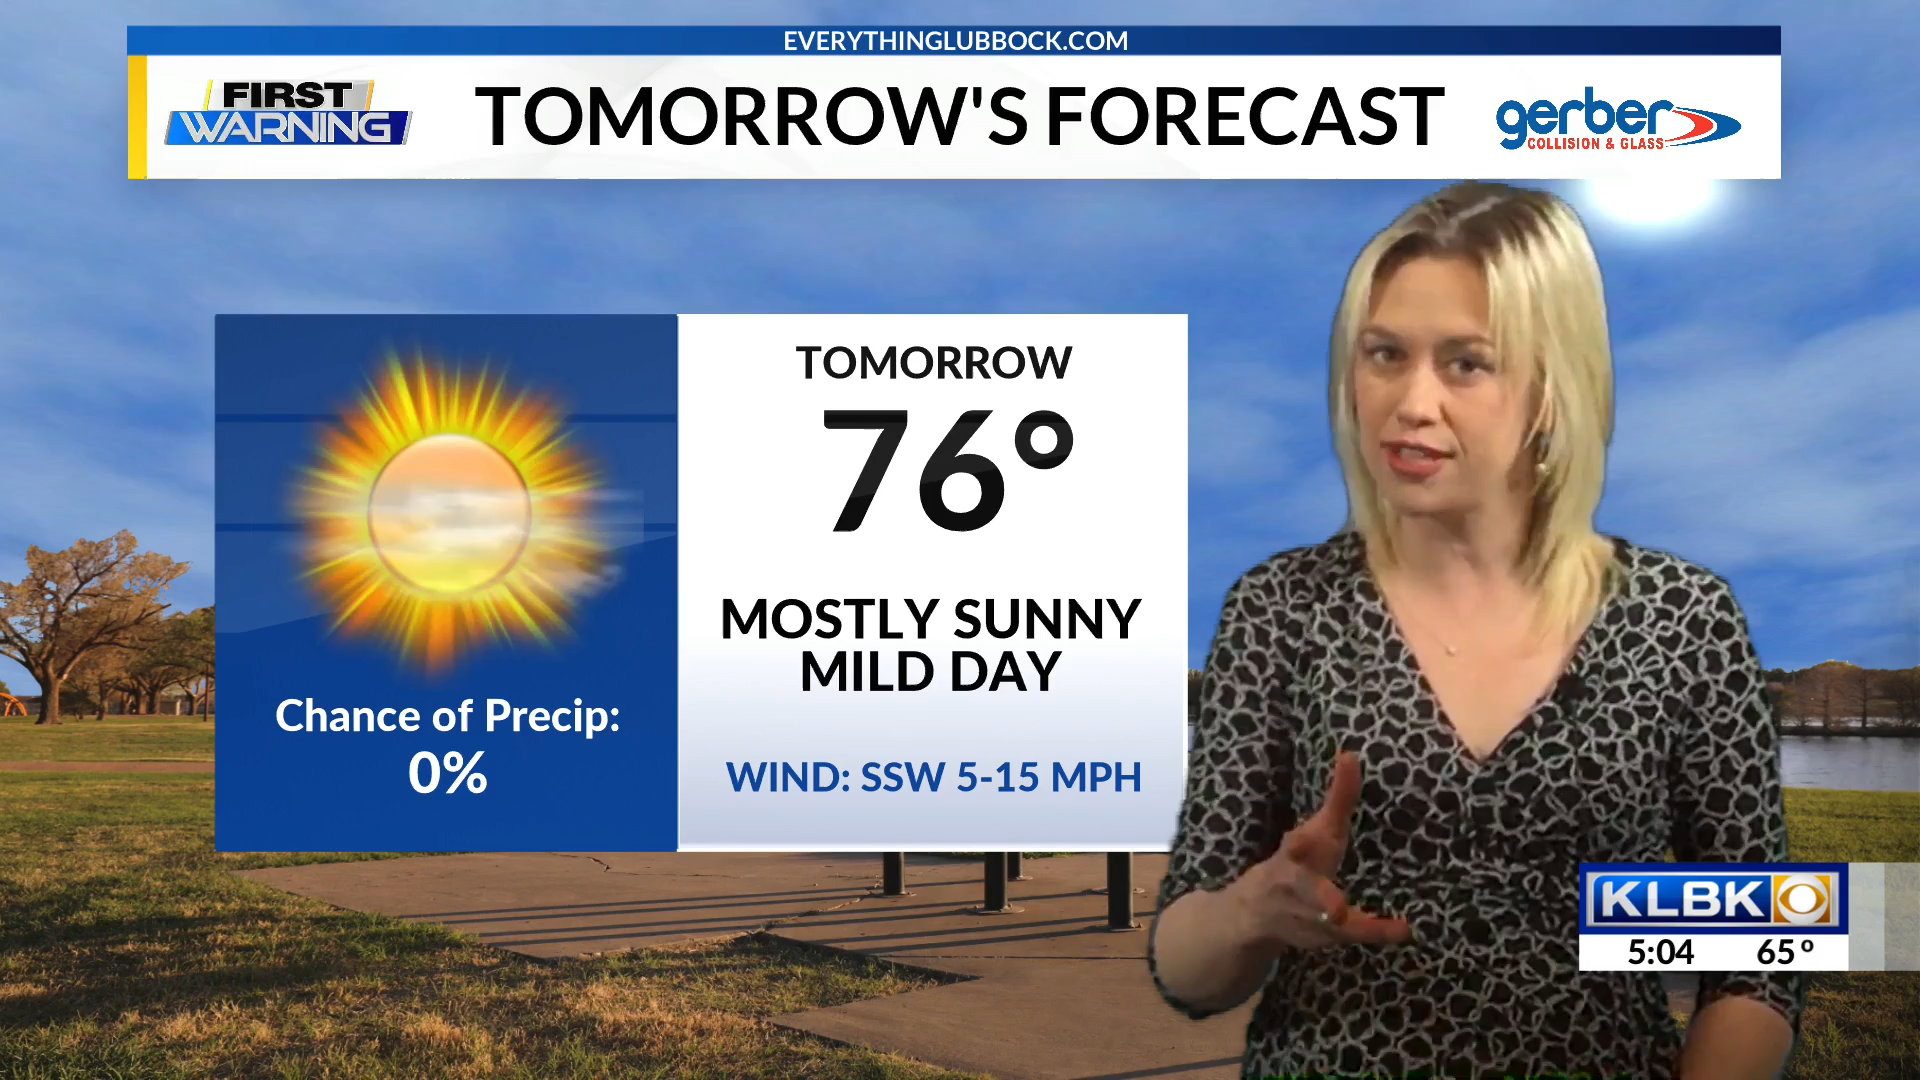 EVERYTHINGLUBBOCK.COM
FIRST
WARNING
TOMORROW'S FORECAST
gerber
COLLISION & GLASS
TOMORROW
76°
MOSTLY SUNNY
MILD DAY
WIND: SSW 5-15 MPH
Chance of Precip:
0%
KLBK
5:04 65°